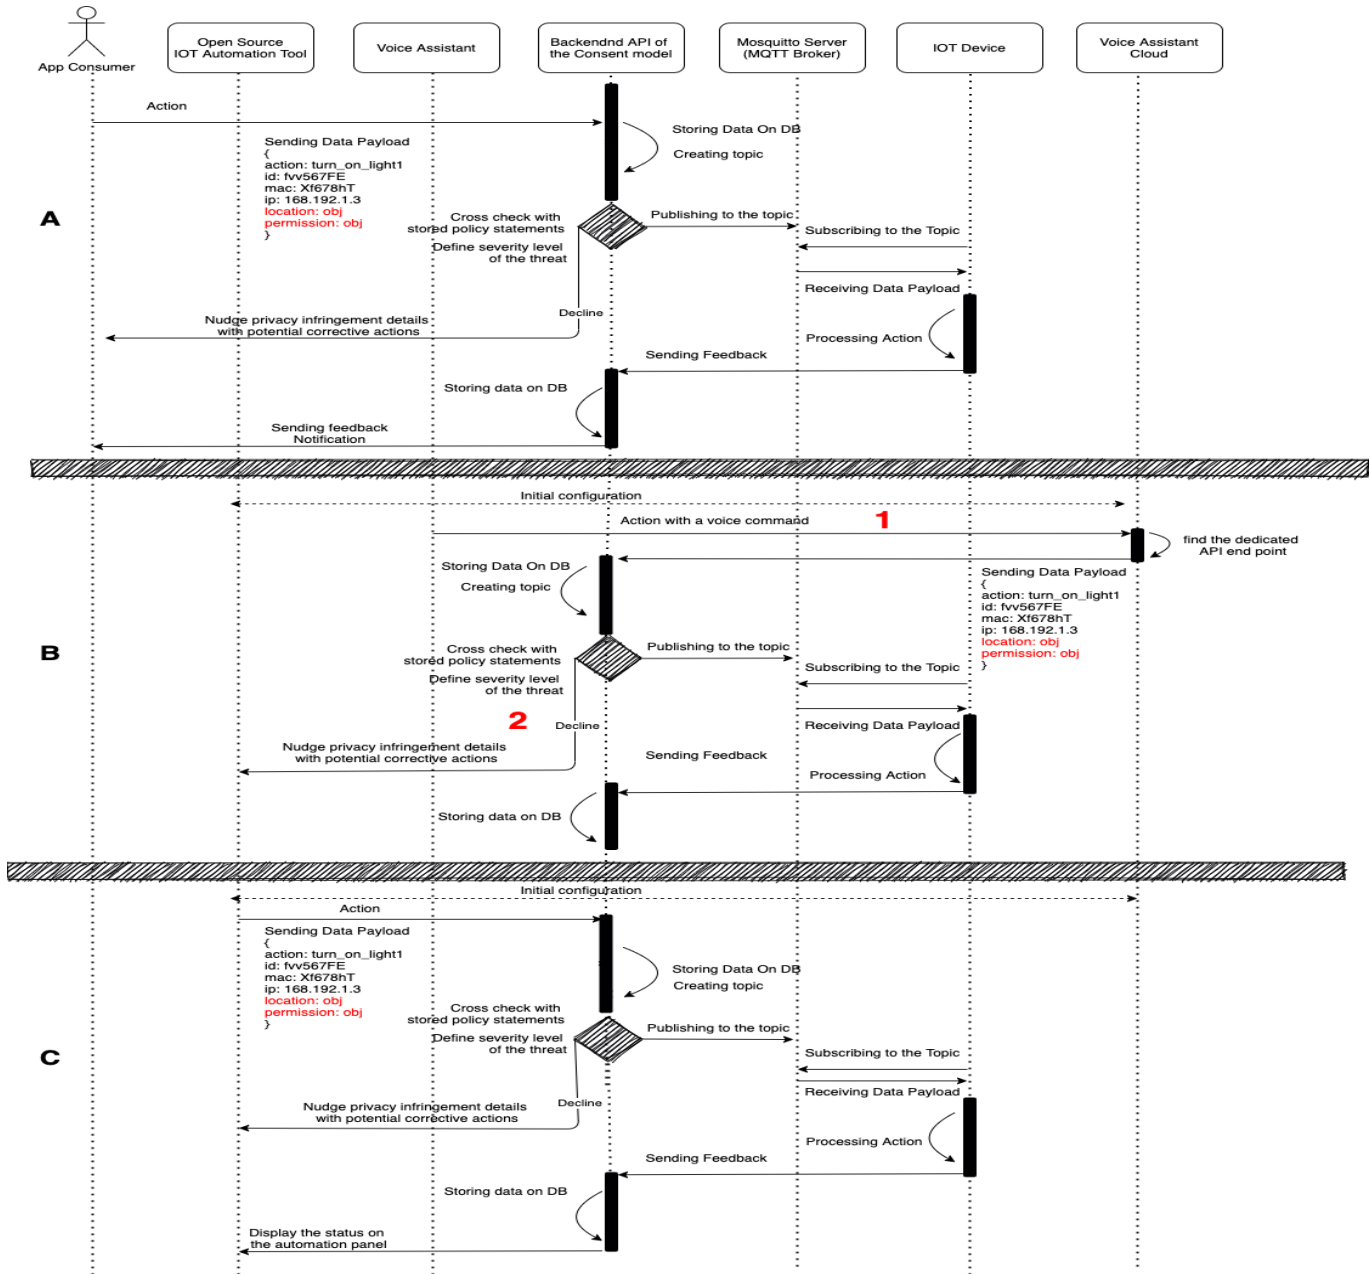 App Consumer
Open Source
IOT Automation Tool
Voice Assistant
Backendnd API of
the Consent model
Mosquitto Server
(MQTT Broker)
IOT Device
Voice Assistant
Cloud
A
Action
Sending Data Payload
{
action: turn_on_light1
id: fvv567FE
mac: Xf678hT
ip: 168.192.1.3
location: obj
permission: obj
}
Storing Data On DB
Creating topic
Cross check with
stored policy statements
Define severity level
of the threat
Publishing to the topic
Subscribing to the Topic
Receiving Data Payload
Decline
Nudge privacy infringement details
with potential corrective actions
Processing Action
Sending Feedback
Storing data on DB
Sending feedback
Notification
B
Initial configuration
Action with a voice command
1
find the dedicated
API end point
Storing Data On DB
Creating topic
Sending Data Payload
{
action: turn_on_light1
id: fvv567FE
mac: Xf678hT
ip: 168.192.1.3
location: obj
permission: obj
}
Cross check with
stored policy statements
Define severity level
of the threat
Publishing to the topic
Subscribing to the Topic
2
Decline
Receiving Data Payload
Nudge privacy infringement details
with potential corrective actions
Sending Feedback
Processing Action
Storing data on DB
C
Initial configuration
Action
Sending Data Payload
{
action: turn_on_light1
id: fvv567FE
mac: Xf678hT
ip: 168.192.1.3
location: obj
permission: obj
}
Storing Data On DB
Creating topic
Cross check with
stored policy statements
Define severity level
of the threat
Publishing to the topic
Subscribing to the Topic
Receiving Data Payload
Decline
Nudge privacy infringement details
with potential corrective actions
Processing Action
Sending Feedback
Storing data on DB
Display the status on
the automation panel